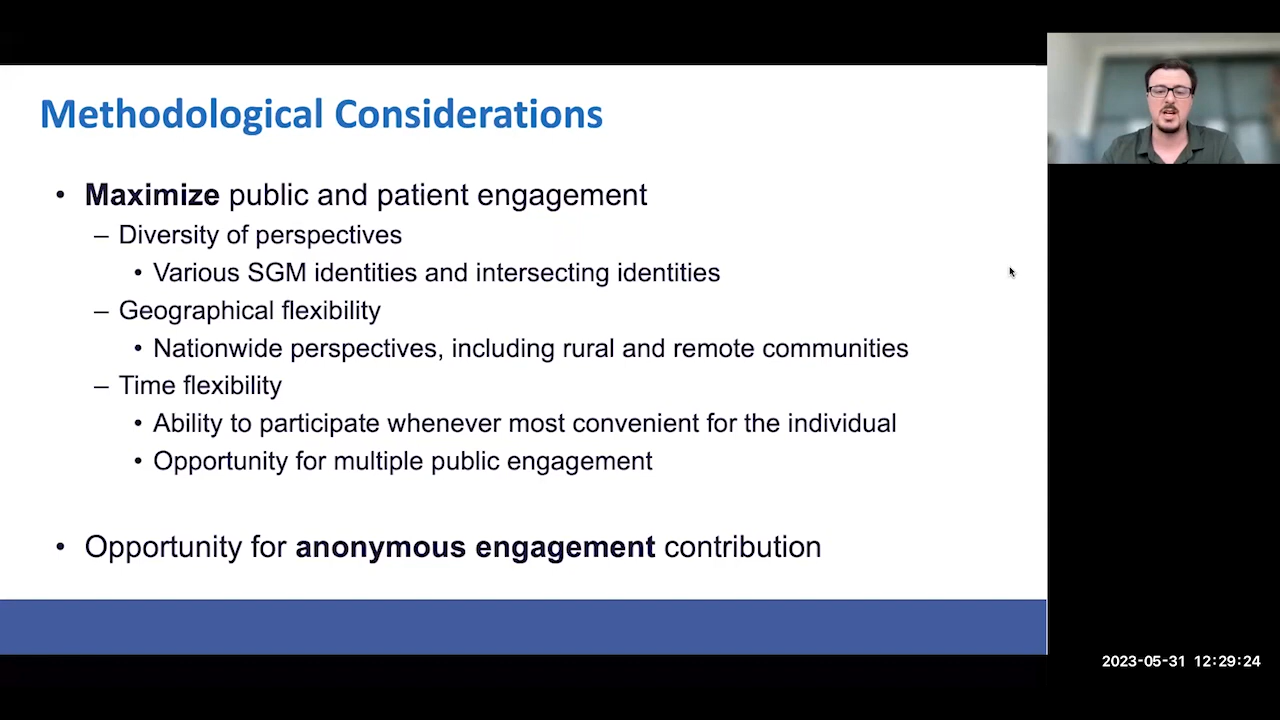 Methodological Considerations
• Maximize public and patient engagement
– Diversity of perspectives
• Various SGM identities and intersecting identities
– Geographical flexibility
• Nationwide perspectives, including rural and remote communities
– Time flexibility
• Ability to participate whenever most convenient for the individual
• Opportunity for multiple public engagement
• Opportunity for anonymous engagement contribution
2023-05-31 12:29:24